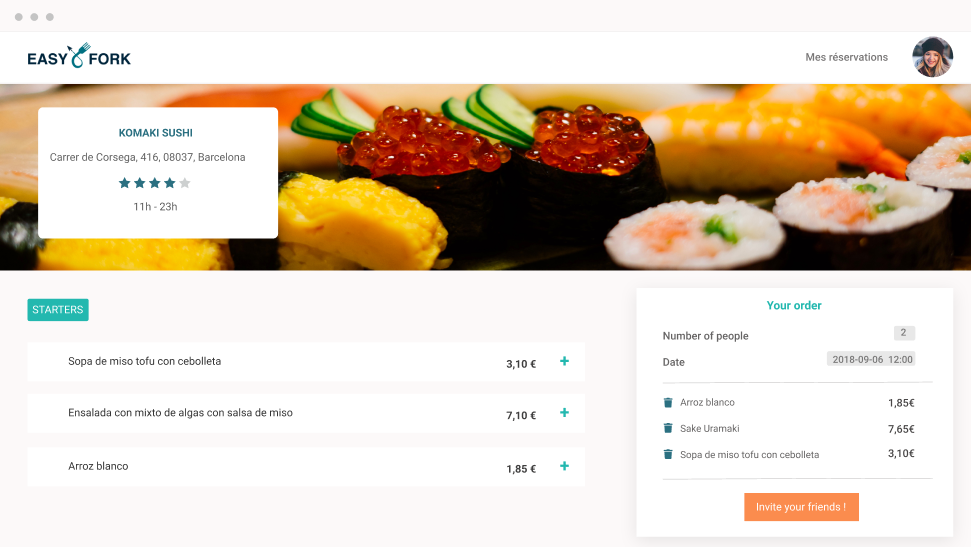 EASY FORK
Mes réservations
KOMAKI SUSHI
Carrer de Corsega, 416, 08037, Barcelona
11h - 23h
STARTERS
Sopa de miso tofu con cebolleta 3,10 €
Ensalada con mixto de algas con salsa de miso 7,10 €
Arroz blanco 1,85 €
Your order
Number of people 2
Date 2018-09-06 12:00
Arroz blanco 1,85€
Sake Uramaki 7,65€
Sopa de miso tofu con cebolleta 3,10€
Invite your friends !